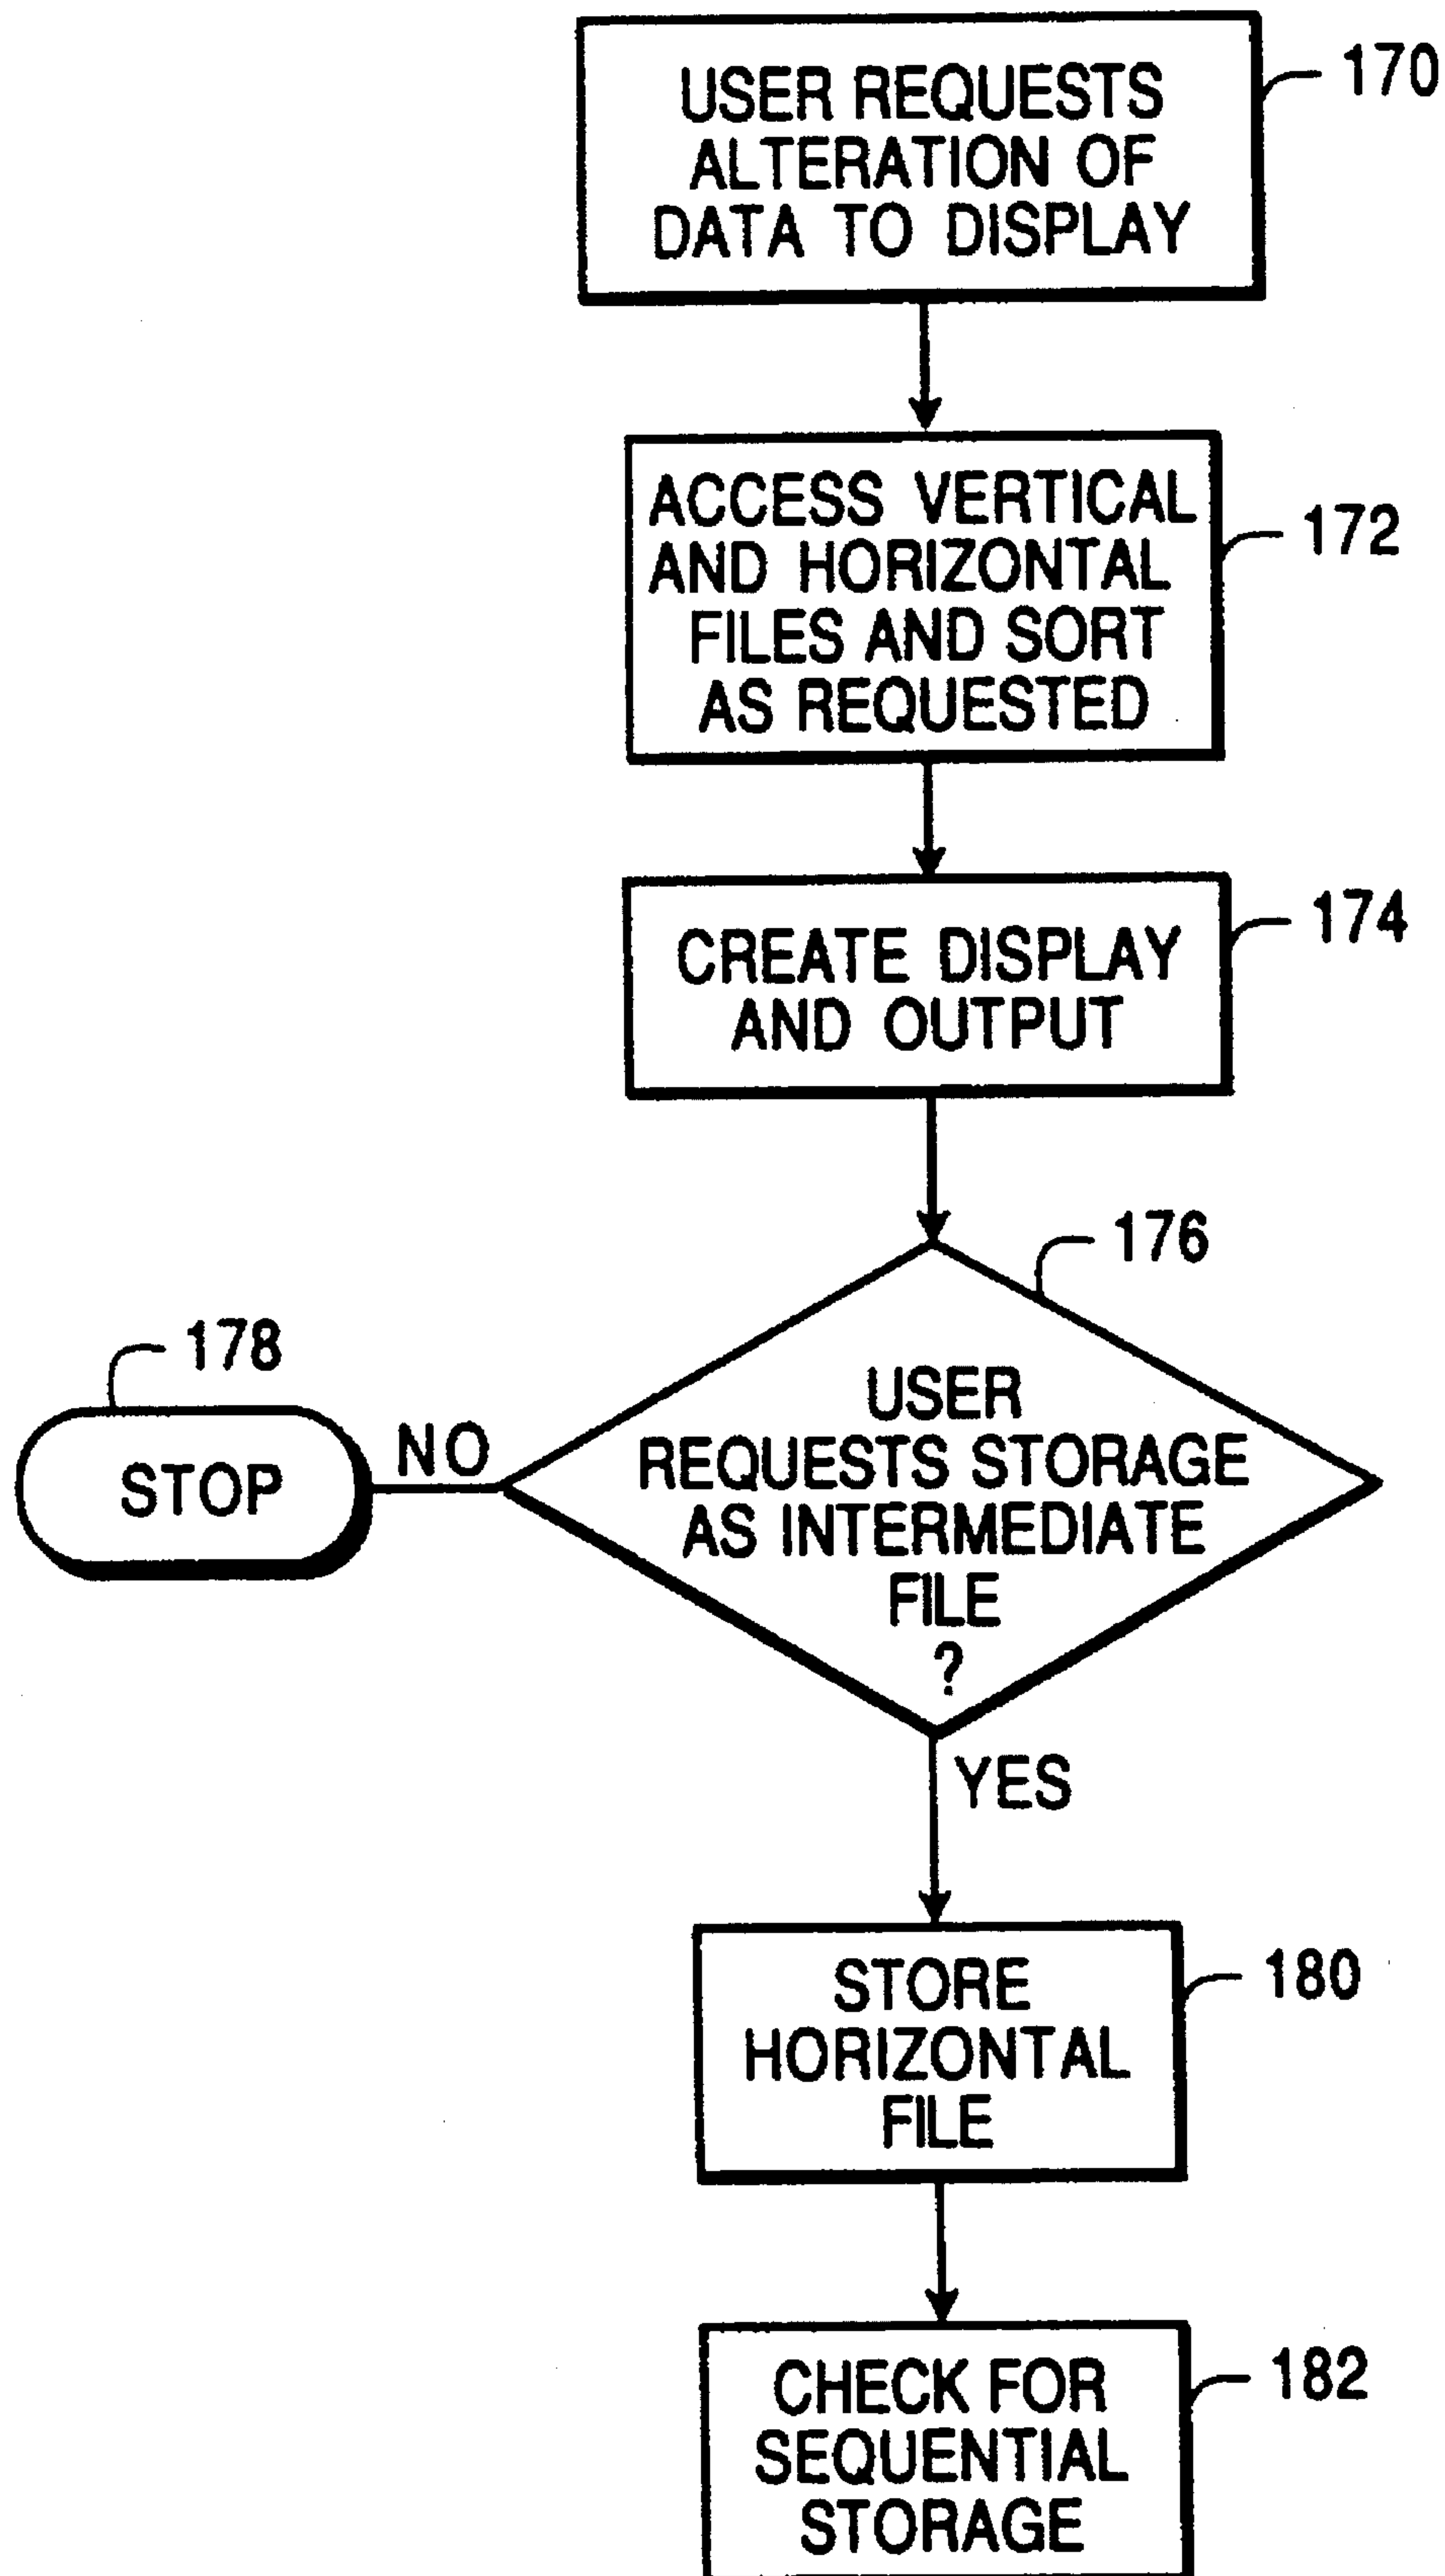 USER REQUESTS
ALTERATION OF
DATA TO DISPLAY
170
ACCESS VERTICAL
AND HORIZONTAL
FILES AND SORT
AS REQUESTED
172
CREATE DISPLAY
AND OUTPUT
174
176
USER
REQUESTS STORAGE
AS INTERMEDIATE
FILE
?
178
STOP
NO
YES
STORE
HORIZONTAL
FILE
180
CHECK FOR
SEQUENTIAL
STORAGE
182